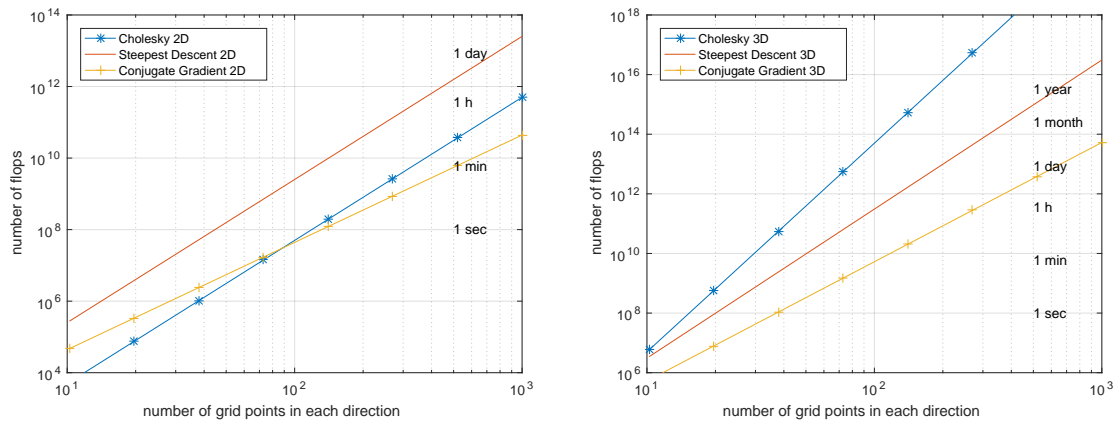 10^14
10^12
10^10
10^8
10^6
10^4
number of flops
Cholesky 2D
Steepest Descent 2D
Conjugate Gradient 2D
1 day
1 h
1 min
1 sec
10^1
10^2
10^3
number of grid points in each direction
10^18
10^16
10^14
10^12
10^10
10^8
10^6
number of flops
Cholesky 3D
Steepest Descent 3D
Conjugate Gradient 3D
1 year
1 month
1 day
1 h
1 min
1 sec
10^1
10^2
10^3
number of grid points in each direction